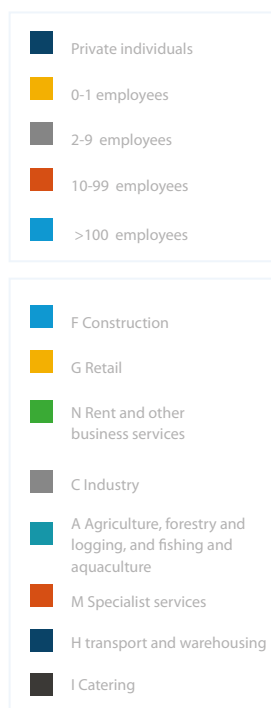 Private individuals
0-1 employees
2-9 employees
10-99 employees
>100 employees
F Construction
G Retail
N Rent and other
business services
C Industry
A Agriculture, forestry and
logging, and fishing and
aquaculture
M Specialist services
H transport and warehousing
I Catering